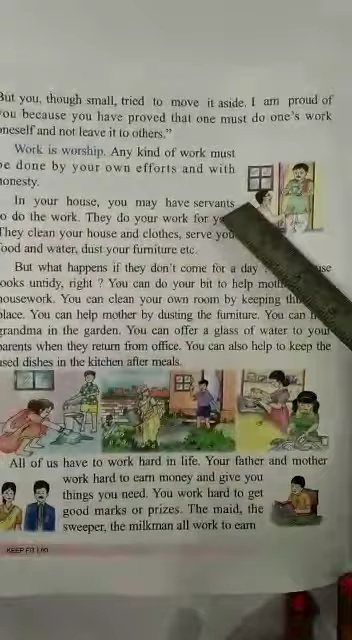 But you, though small, tried to move it aside. I am proud of
you because you have proved that one must do one's work
oneself and not leave it to others."
Work is worship. Any kind of work must
be done by your own efforts and with
honesty.
In your house, you may have servants
to do the work. They do your work for
They clean your house and clothes, serve you
food and water, dust your furniture etc.
But what happens if they don't come for a day
looks untidy, right ? You can do your bit to help
housework. You can clean your own room by keeping
place. You can help mother by dusting the furniture. You can
grandma in the garden. You can offer a glass of water to your
parents when they return from office. You can also help to keep the
used dishes in the kitchen after meals.
All of us have to work hard in life. Your father and mother
work hard to earn money and give you
things you need. You work hard to get
good marks or prizes. The maid, the
sweeper, the milkman all work to earn